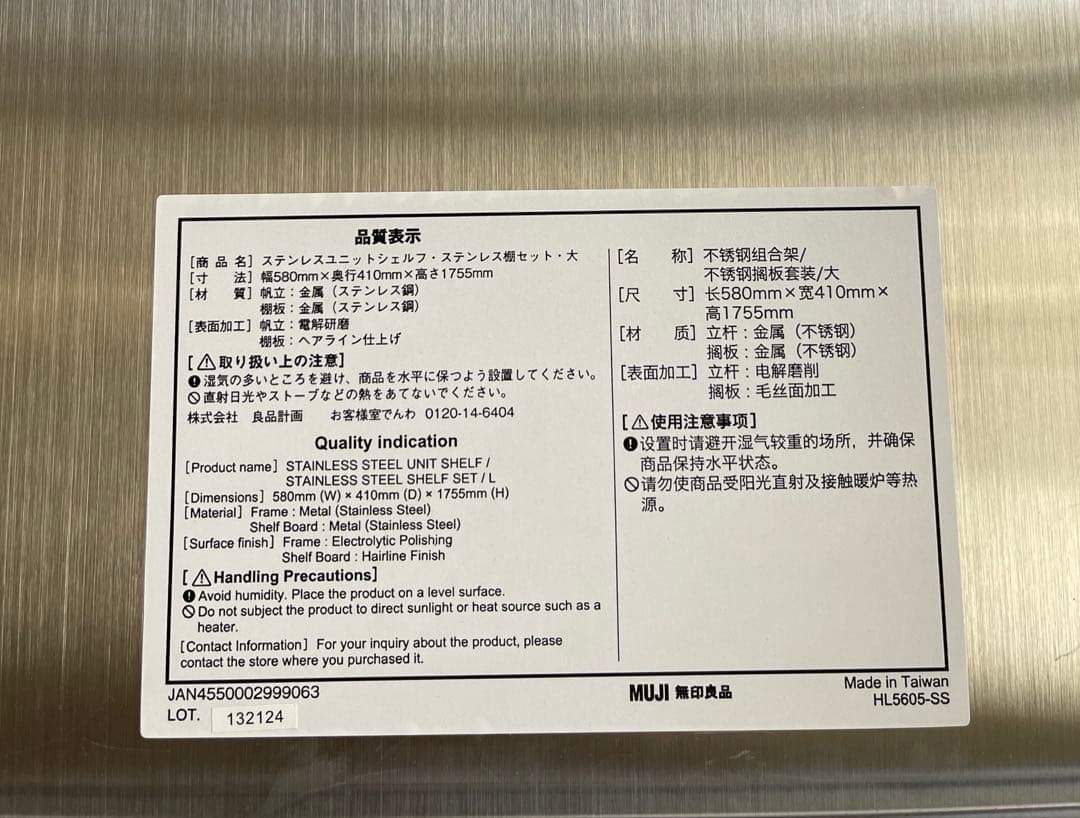 品質表示
[商品名] ステンレスユニットシェルフ・ステンレス棚セット・大
[寸 法] 幅580mm×奥行410mm×高さ1755mm
[材 質] 帆立：金属（ステンレス鋼）
棚板：金属（ステンレス鋼）
[表面加工] 帆立：電解研磨
棚板：ヘアライン仕上げ
[⚠取り扱い上の注意]
湿気の多いところを避け、商品を水平に保つよう設置してください。
直射日光やストーブなどの熱をあてないでください。
株式会社 良品計画 お客様室でんわ 0120-14-6404
Quality indication
[Product name] STAINLESS STEEL UNIT SHELF /
STAINLESS STEEL SHELF SET / L
[Dimensions] 580mm (W) × 410mm (D) × 1755mm (H)
[Material] Frame : Metal (Stainless Steel)
Shelf Board : Metal (Stainless Steel)
[Surface finish] Frame : Electrolytic Polishing
Shelf Board : Hairline Finish
[⚠Handling Precautions]
Avoid humidity. Place the product on a level surface.
Do not subject the product to direct sunlight or heat source such as a
heater.
[Contact Information] For your inquiry about the product, please
contact the store where you purchased it.
[名 称] 不锈钢组合架/
不锈钢搁板套装/大
[尺 寸] 长580mm×宽410mm×
高1755mm
[材 质] 立杆：金属（不锈钢）
搁板：金属（不锈钢）
[表面加工] 立杆：电解磨削
搁板：毛丝面加工
[⚠使用注意事项]
设置时请避开湿气较重的场所，并确保
商品保持水平状态。
请勿使商品受阳光直射及接触暖炉等热
源。
JAN4550002999063
LOT. 132124
MUJI 無印良品
Made in Taiwan
HL5605-SS